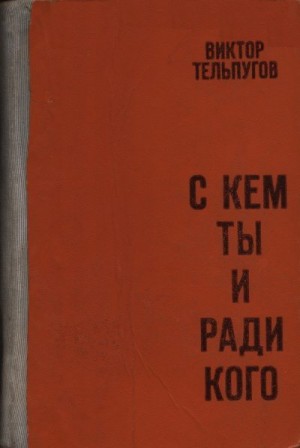 ВИКТОР
ТЕЛЬПУГОВ
С КЕМ
ТЫ
И
РАДИ
КОГО